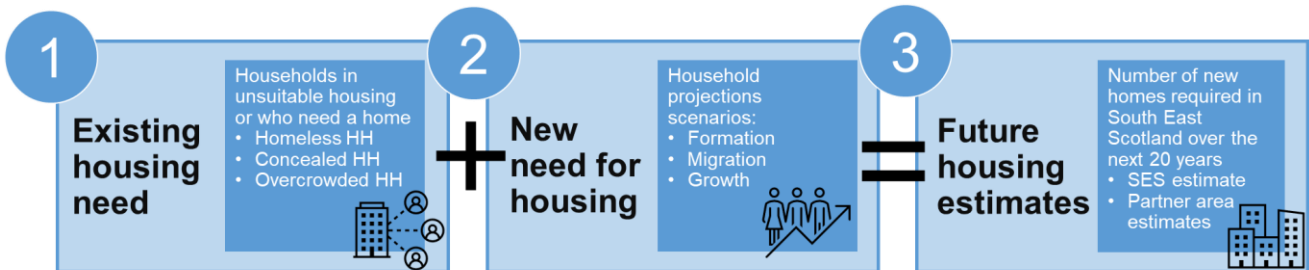 1
Existing
housing
need
Households in
unsuitable housing
or who need a home
• Homeless HH
• Concealed HH
• Overcrowded HH
+
2
New
need for
housing
Household
projections
scenarios:
• Formation
• Migration
• Growth
=
3
Future
housing
estimates
Number of new
homes required in
South East
Scotland over the
next 20 years
• SES estimate
• Partner area
estimates